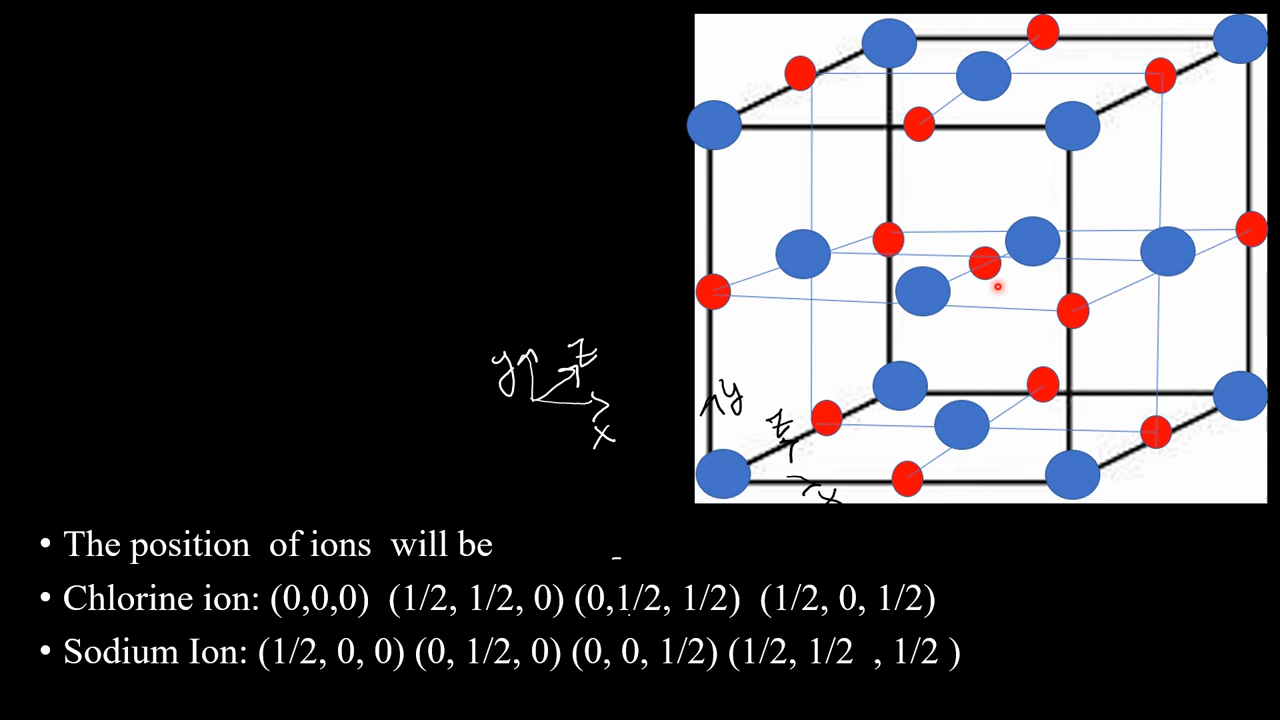 y z
x
y
z
x
• The position of ions will be
• Chlorine ion: (0,0,0) (1/2, 1/2, 0) (0,1/2, 1/2) (1/2, 0, 1/2)
• Sodium Ion: (1/2, 0, 0) (0, 1/2, 0) (0, 0, 1/2) (1/2, 1/2 , 1/2 )